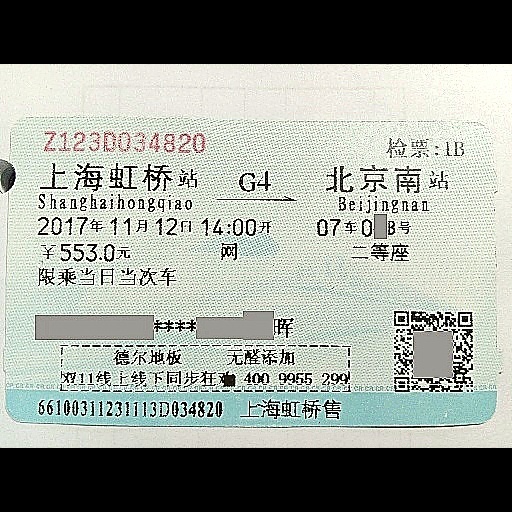 Z123D034820
检票:1B
上海虹桥站 G4 北京南站
Shanghaihongqiao Beijingnan
2017年11月12日14:00开 07车0 B号
￥553.0元 网 二等座
限乘当日当次车
**** 晖
德尔地板 无醛添加
双11线上线下同步狂欢 400 9955 299
66100311231113D034820 上海虹桥售